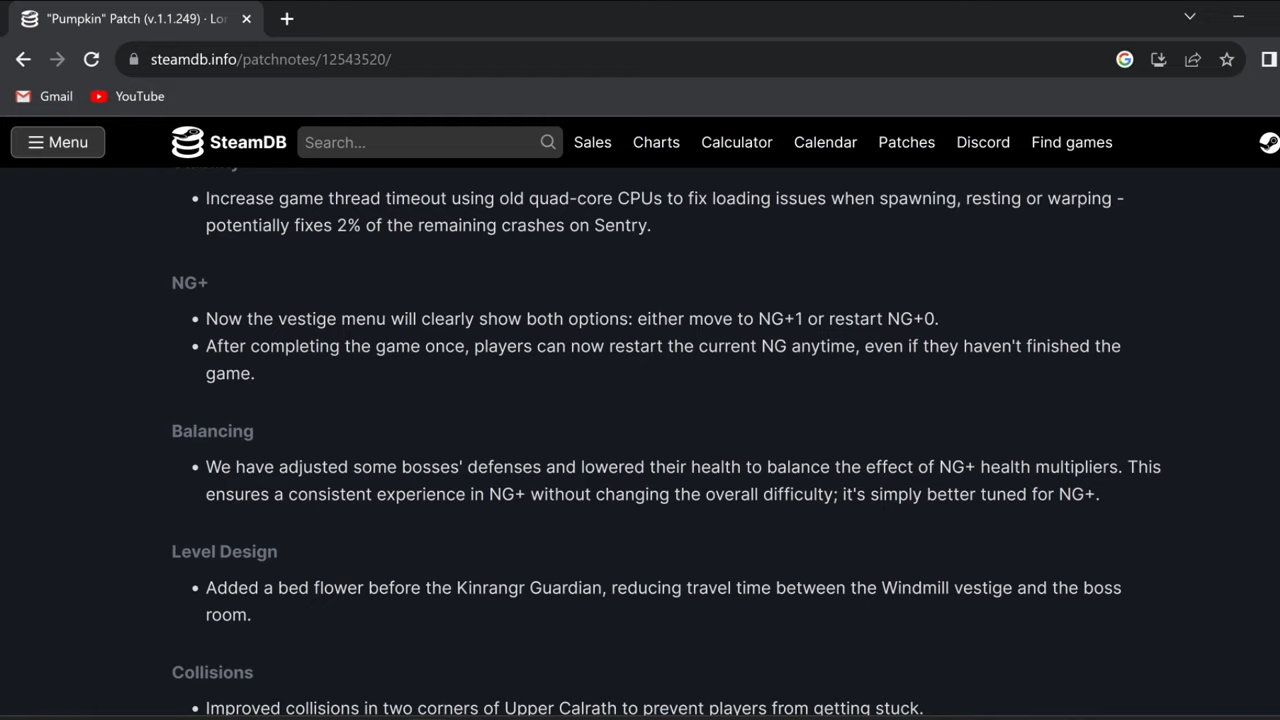 "Pumpkin" Patch (v.1.1.249) · Lor
steamdb.info/patchnotes/12543520/
Gmail
YouTube
Menu
SteamDB
Search...
Sales
Charts
Calculator
Calendar
Patches
Discord
Find games
• Increase game thread timeout using old quad-core CPUs to fix loading issues when spawning, resting or warping -
potentially fixes 2% of the remaining crashes on Sentry.
NG+
• Now the vestige menu will clearly show both options: either move to NG+1 or restart NG+0.
• After completing the game once, players can now restart the current NG anytime, even if they haven't finished the
game.
Balancing
• We have adjusted some bosses' defenses and lowered their health to balance the effect of NG+ health multipliers. This
ensures a consistent experience in NG+ without changing the overall difficulty; it's simply better tuned for NG+.
Level Design
• Added a bed flower before the Kinrangr Guardian, reducing travel time between the Windmill vestige and the boss
room.
Collisions
• Improved collisions in two corners of Upper Calrath to prevent players from getting stuck.